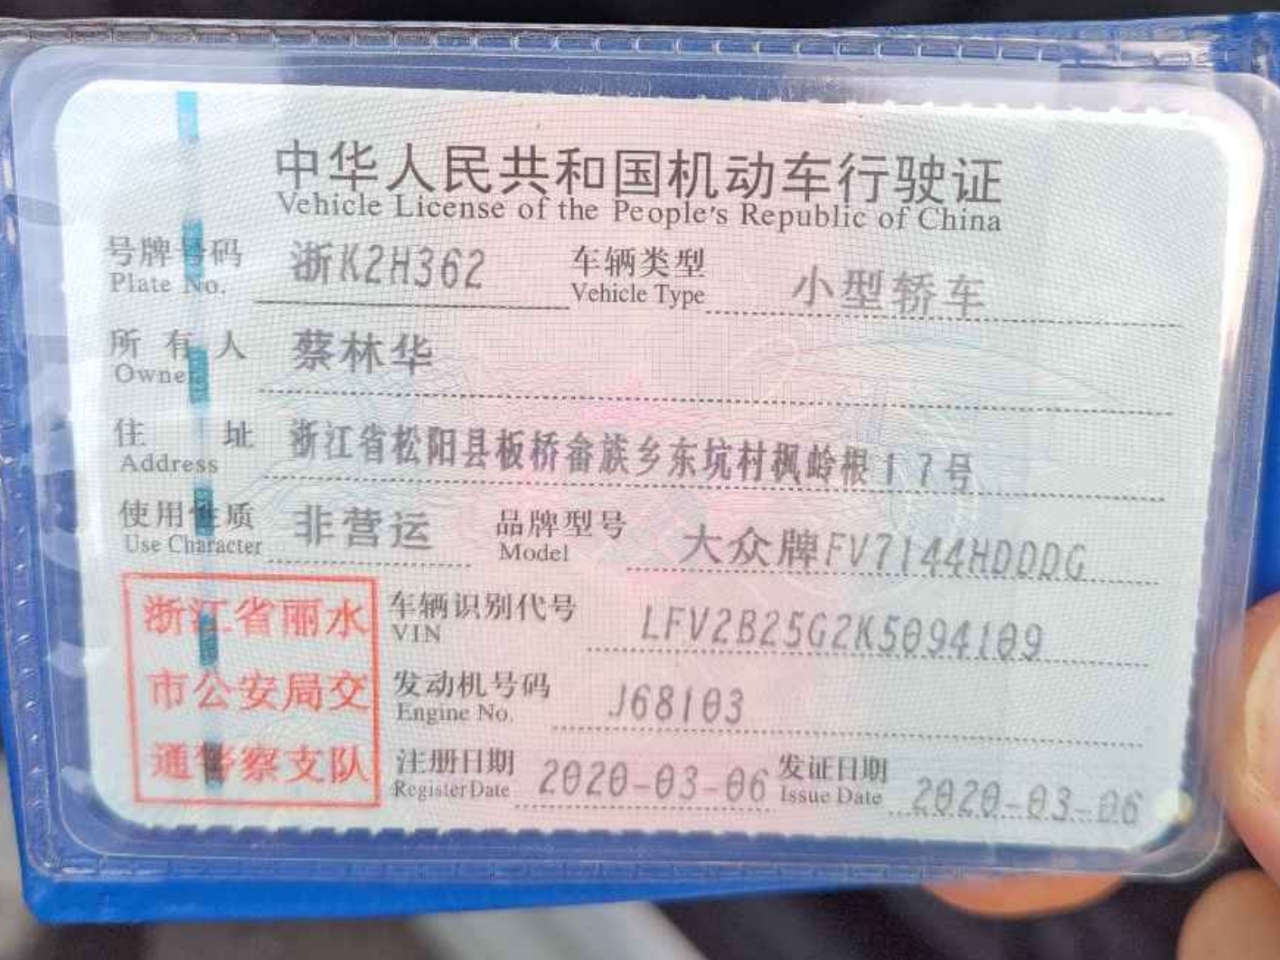 中华人民共和国机动车行驶证
Vehicle License of the People's Republic of China
号牌号码 浙K2H362 车辆类型 小型轿车
Plate No. Vehicle Type
所有人 蔡林华
Owner
住址 浙江省松阳县板桥畲族乡东坑村枫岭根17号
Address
使用性质 非营运 品牌型号 大众牌FV7144HDDDG
Use Character Model
浙江省丽水
市公安局交
通警察支队
车辆识别代号 LFV2B25G2K5094109
VIN
发动机号码 J68103
Engine No.
注册日期 2020-03-06 发证日期 2020-03-06
Register Date Issue Date